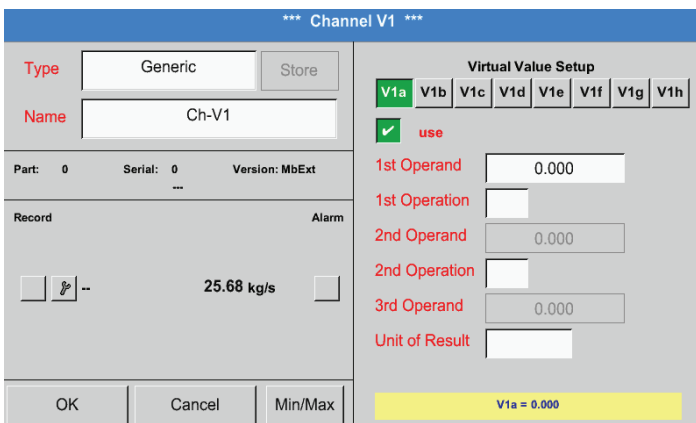 *** Channel V1 ***
Type Generic Store
Name Ch-V1
Part: 0 Serial: 0 Version: MbExt
---
Record Alarm
-- 25.68 kg/s
OK Cancel Min/Max
Virtual Value Setup
V1a V1b V1c V1d V1e V1f V1g V1h
use
1st Operand 0.000
1st Operation
2nd Operand 0.000
2nd Operation
3rd Operand 0.000
Unit of Result
V1a = 0.000